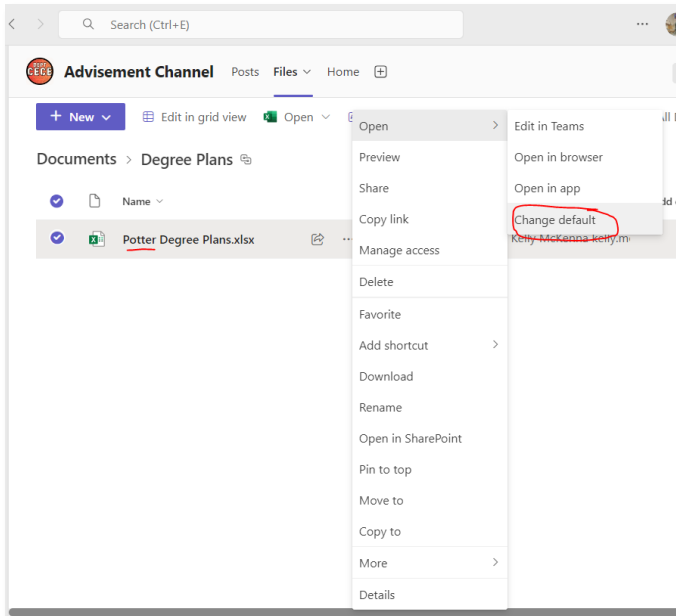 Search (Ctrl+E)
CEGE
Advisement Channel Posts Files Home
New Edit in grid view Open
Documents > Degree Plans
Name
Potter Degree Plans.xlsx
Open
Preview
Share
Copy link
Manage access
Delete
Favorite
Add shortcut
Download
Rename
Open in SharePoint
Pin to top
Move to
Copy to
More
Details
Edit in Teams
Open in browser
Open in app
Change default
Kelly McKenna kelly.m